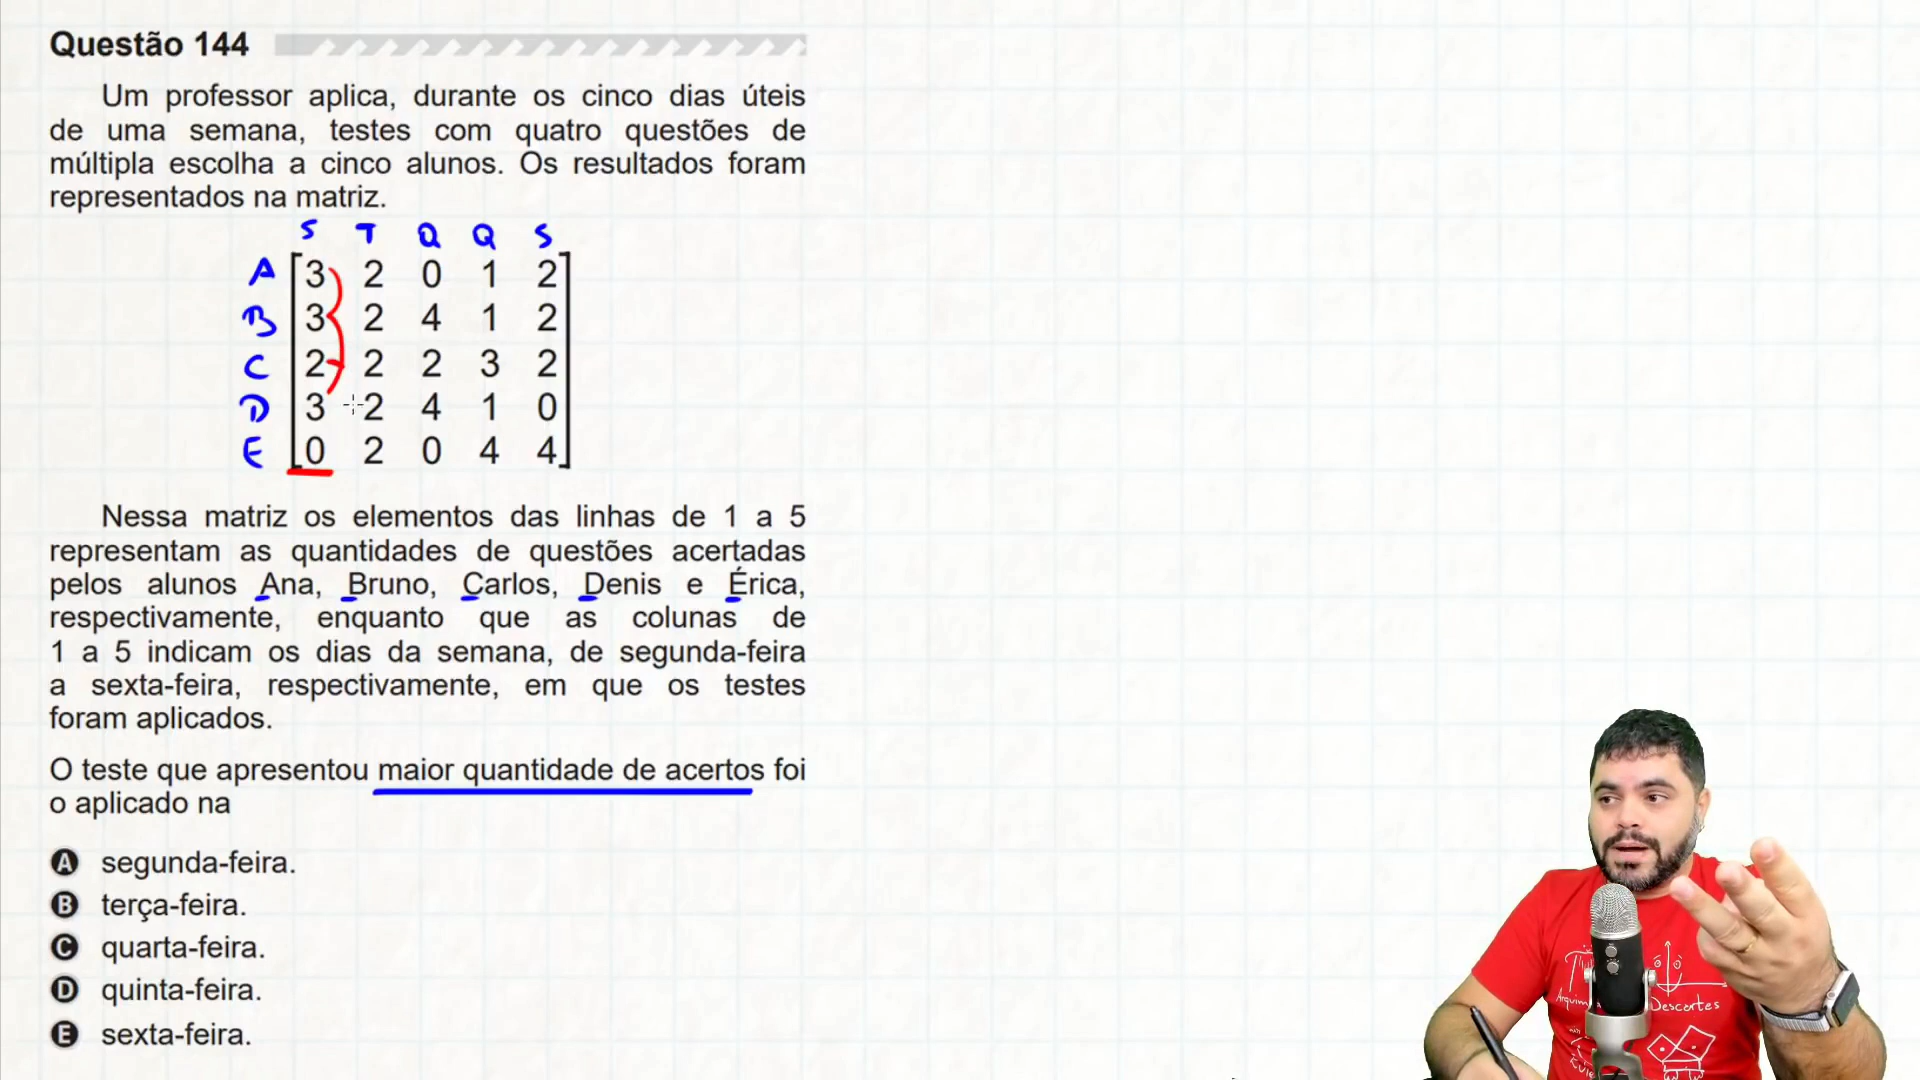 Questão 144
Um professor aplica, durante os cinco dias úteis
de uma semana, testes com quatro questões de
múltipla escolha a cinco alunos. Os resultados foram
representados na matriz.
S T Q Q S
A 3 2 0 1 2
B 3 2 4 1 2
C 2 2 2 3 2
D 3 2 4 1 0
E 0 2 0 4 4
Nessa matriz os elementos das linhas de 1 a 5
representam as quantidades de questões acertadas
pelos alunos Ana, Bruno, Carlos, Denis e Érica,
respectivamente, enquanto que as colunas de
1 a 5 indicam os dias da semana, de segunda-feira
a sexta-feira, respectivamente, em que os testes
foram aplicados.
O teste que apresentou maior quantidade de acertos foi
o aplicado na
A segunda-feira.
B terça-feira.
C quarta-feira.
D quinta-feira.
E sexta-feira.
Descartes